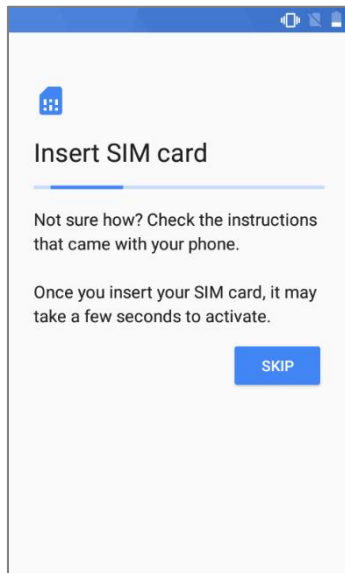 Insert SIM card
Not sure how? Check the instructions
that came with your phone.
Once you insert your SIM card, it may
take a few seconds to activate.
SKIP